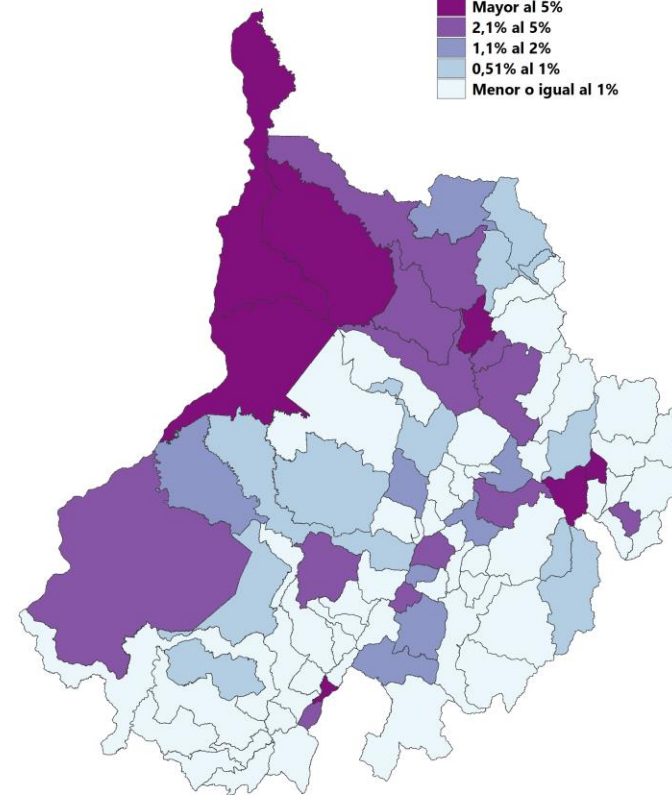 Mayor al 5%
2,1% al 5%
1,1% al 2%
0,51% al 1%
Menor o igual al 1%